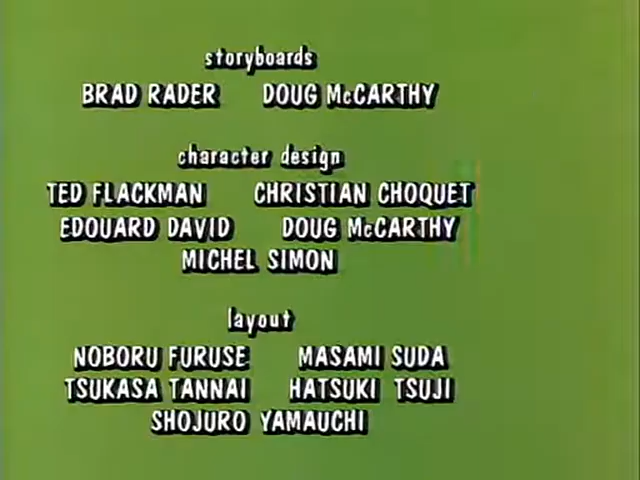 storyboards
BRAD RADER DOUG McCARTHY
character design
TED FLACKMAN CHRISTIAN CHOQUET
EDOUARD DAVID DOUG McCARTHY
MICHEL SIMON
layout
NOBORU FURUSE MASAMI SUDA
TSUKASA TANNAI HATSUKI TSUJI
SHOJURO YAMAUCHI